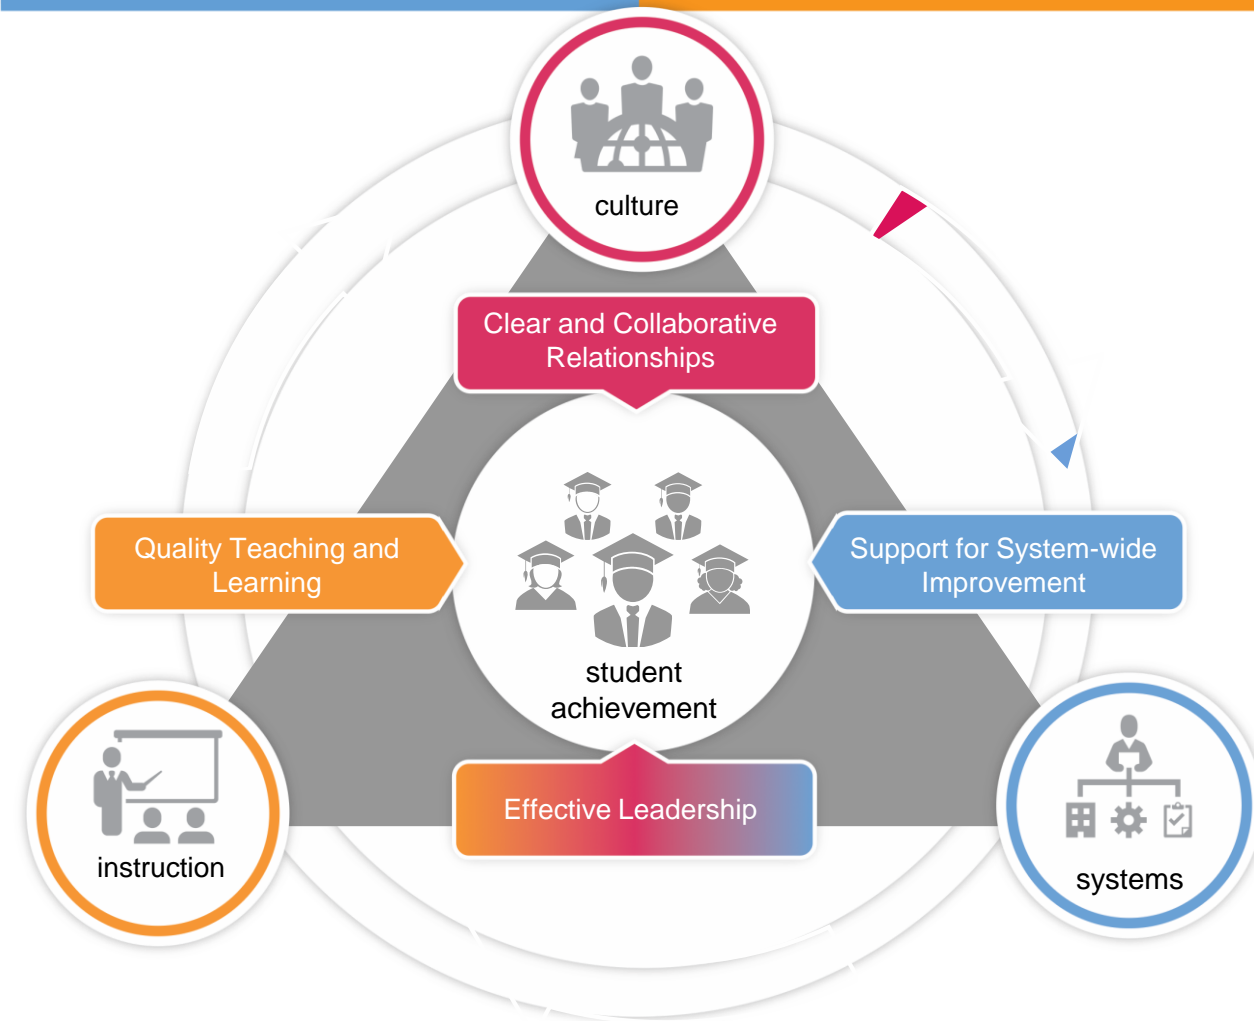 culture
Clear and Collaborative
Relationships
Quality Teaching and
Learning
Support for System-wide
Improvement
student
achievement
Effective Leadership
instruction
systems